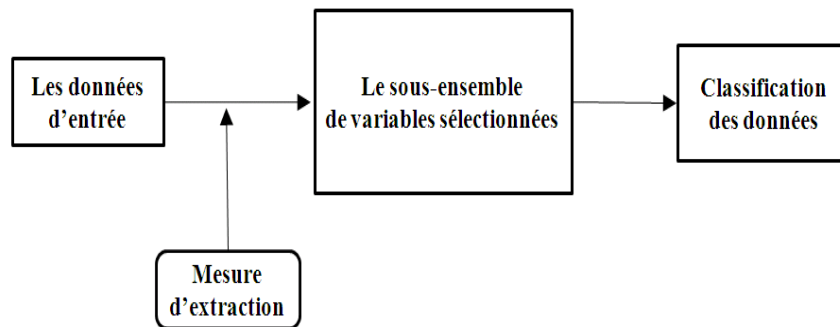 Les données
d'entrée
Le sous-ensemble
de variables sélectionnées
Classification
des données
Mesure
d'extraction